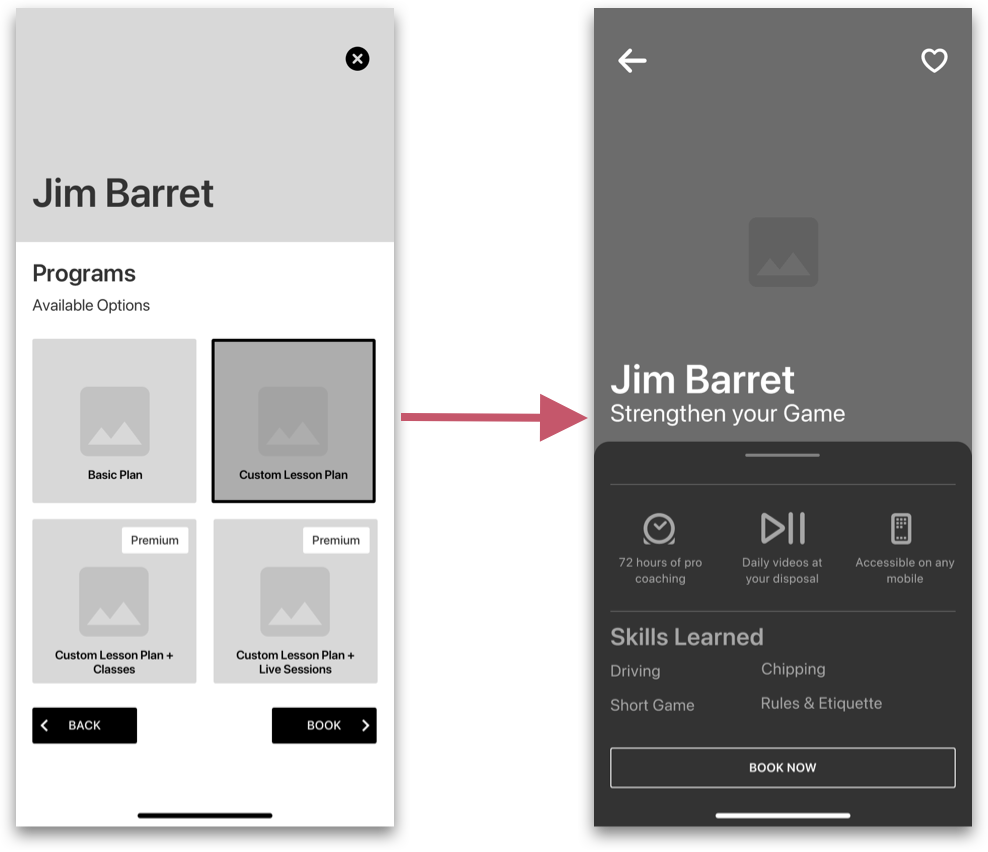 Jim Barret
Programs
Available Options
Basic Plan
Custom Lesson Plan
Premium
Custom Lesson Plan +
Classes
Premium
Custom Lesson Plan +
Live Sessions
BACK
BOOK
Jim Barret
Strengthen your Game
72 hours of pro
coaching
Daily videos at
your disposal
Accessible on any
mobile
Skills Learned
Driving
Chipping
Short Game
Rules & Etiquette
BOOK NOW